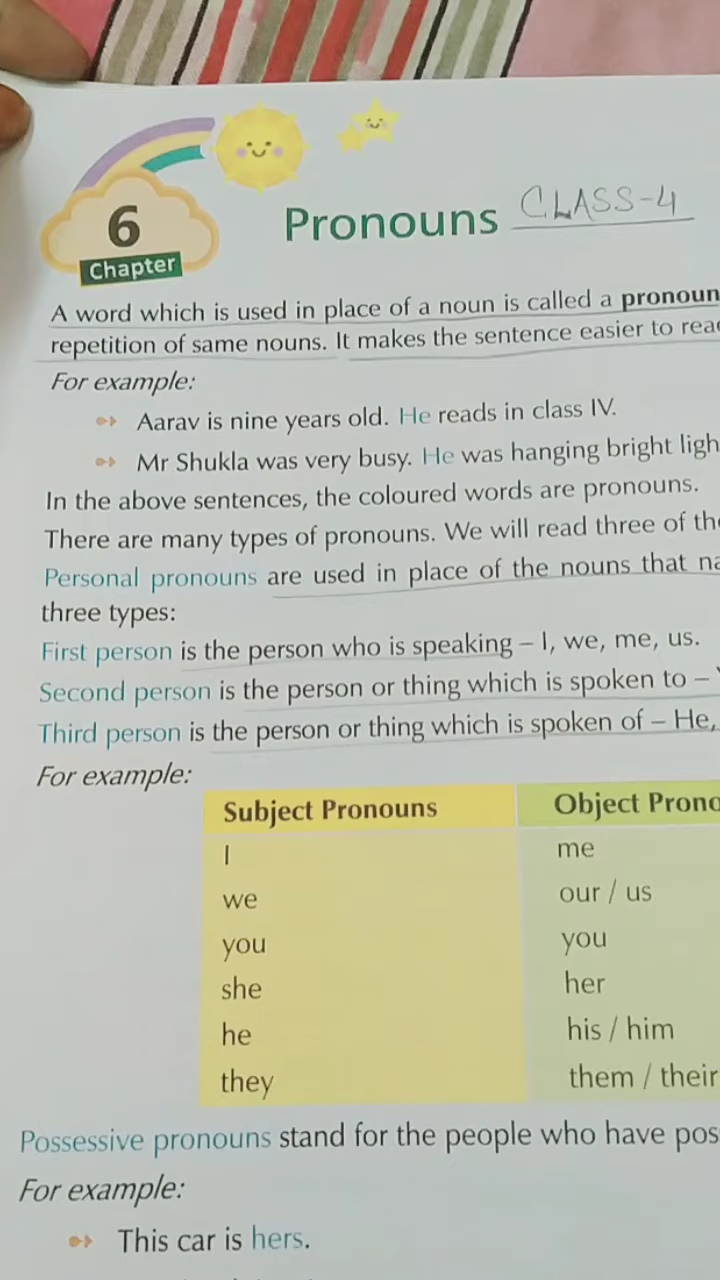 6
Chapter
Pronouns CLASS-4
A word which is used in place of a noun is called a pronoun
repetition of same nouns. It makes the sentence easier to
For example:
Aarav is nine years old. He reads in class IV.
Mr Shukla was very busy. He was hanging bright
In the above sentences, the coloured words are pronouns.
There are many types of pronouns. We will read three of
Personal pronouns are used in place of the nouns that
three types:
First person is the person who is speaking – I, we, me, us.
Second person is the person or thing which is spoken to –
Third person is the person or thing which is spoken of – He,
For example:
Subject Pronouns Object
I me
we our / us
you you
she her
he his / him
they them / their
Possessive pronouns stand for the people who have
For example:
This car is hers.